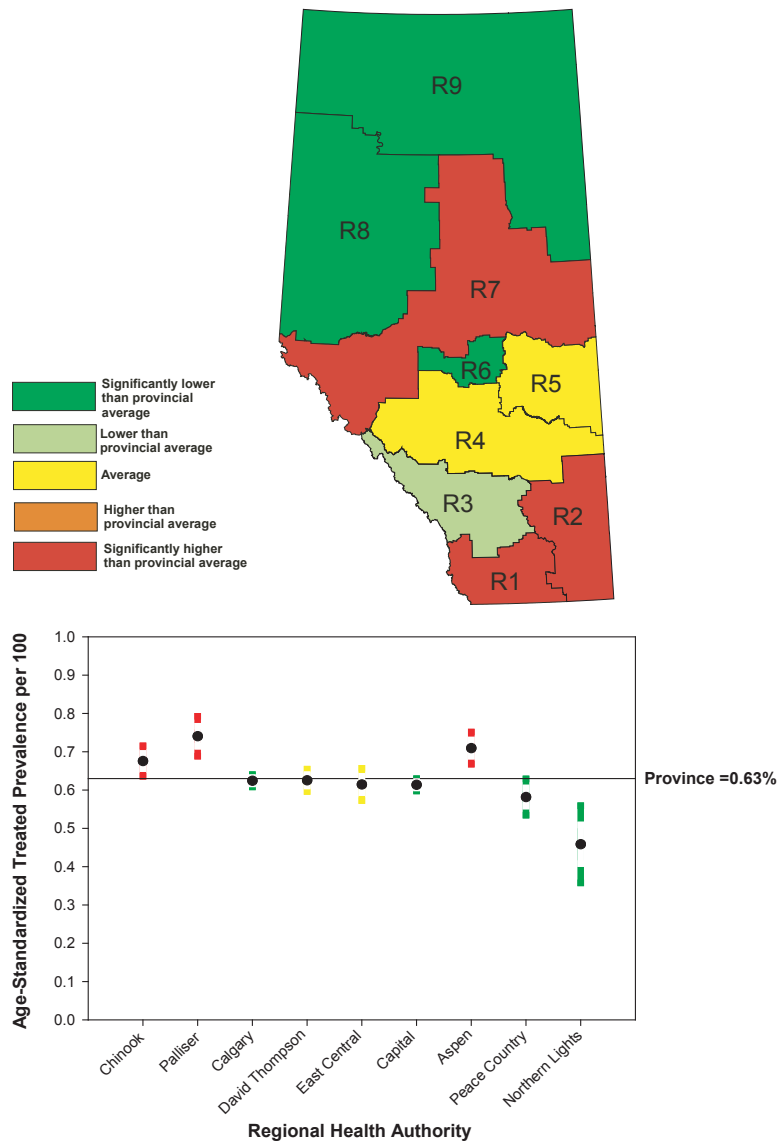 R9
R8
R7
R6
R5
R4
R3
R2
R1
Significantly lower
than provincial
average
Lower than
provincial average
Average
Higher than
provincial average
Significantly higher
than provincial average
Age-Standardized Treated Prevalence per 100
1.0
0.9
0.8
0.7
0.6
0.5
0.4
0.3
0.2
0.1
0.0
Province =0.63%
Chinook
Palliser
Calgary
David Thompson
East Central
Capital
Aspen
Peace Country
Northern Lights
Regional Health Authority